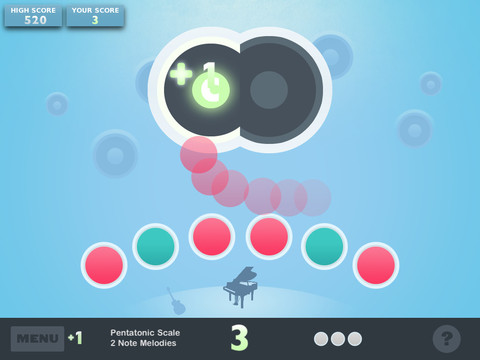 HIGH SCORE
520
YOUR SCORE
3
+1
MENU
+1
Pentatonic Scale
2 Note Melodies
3
?